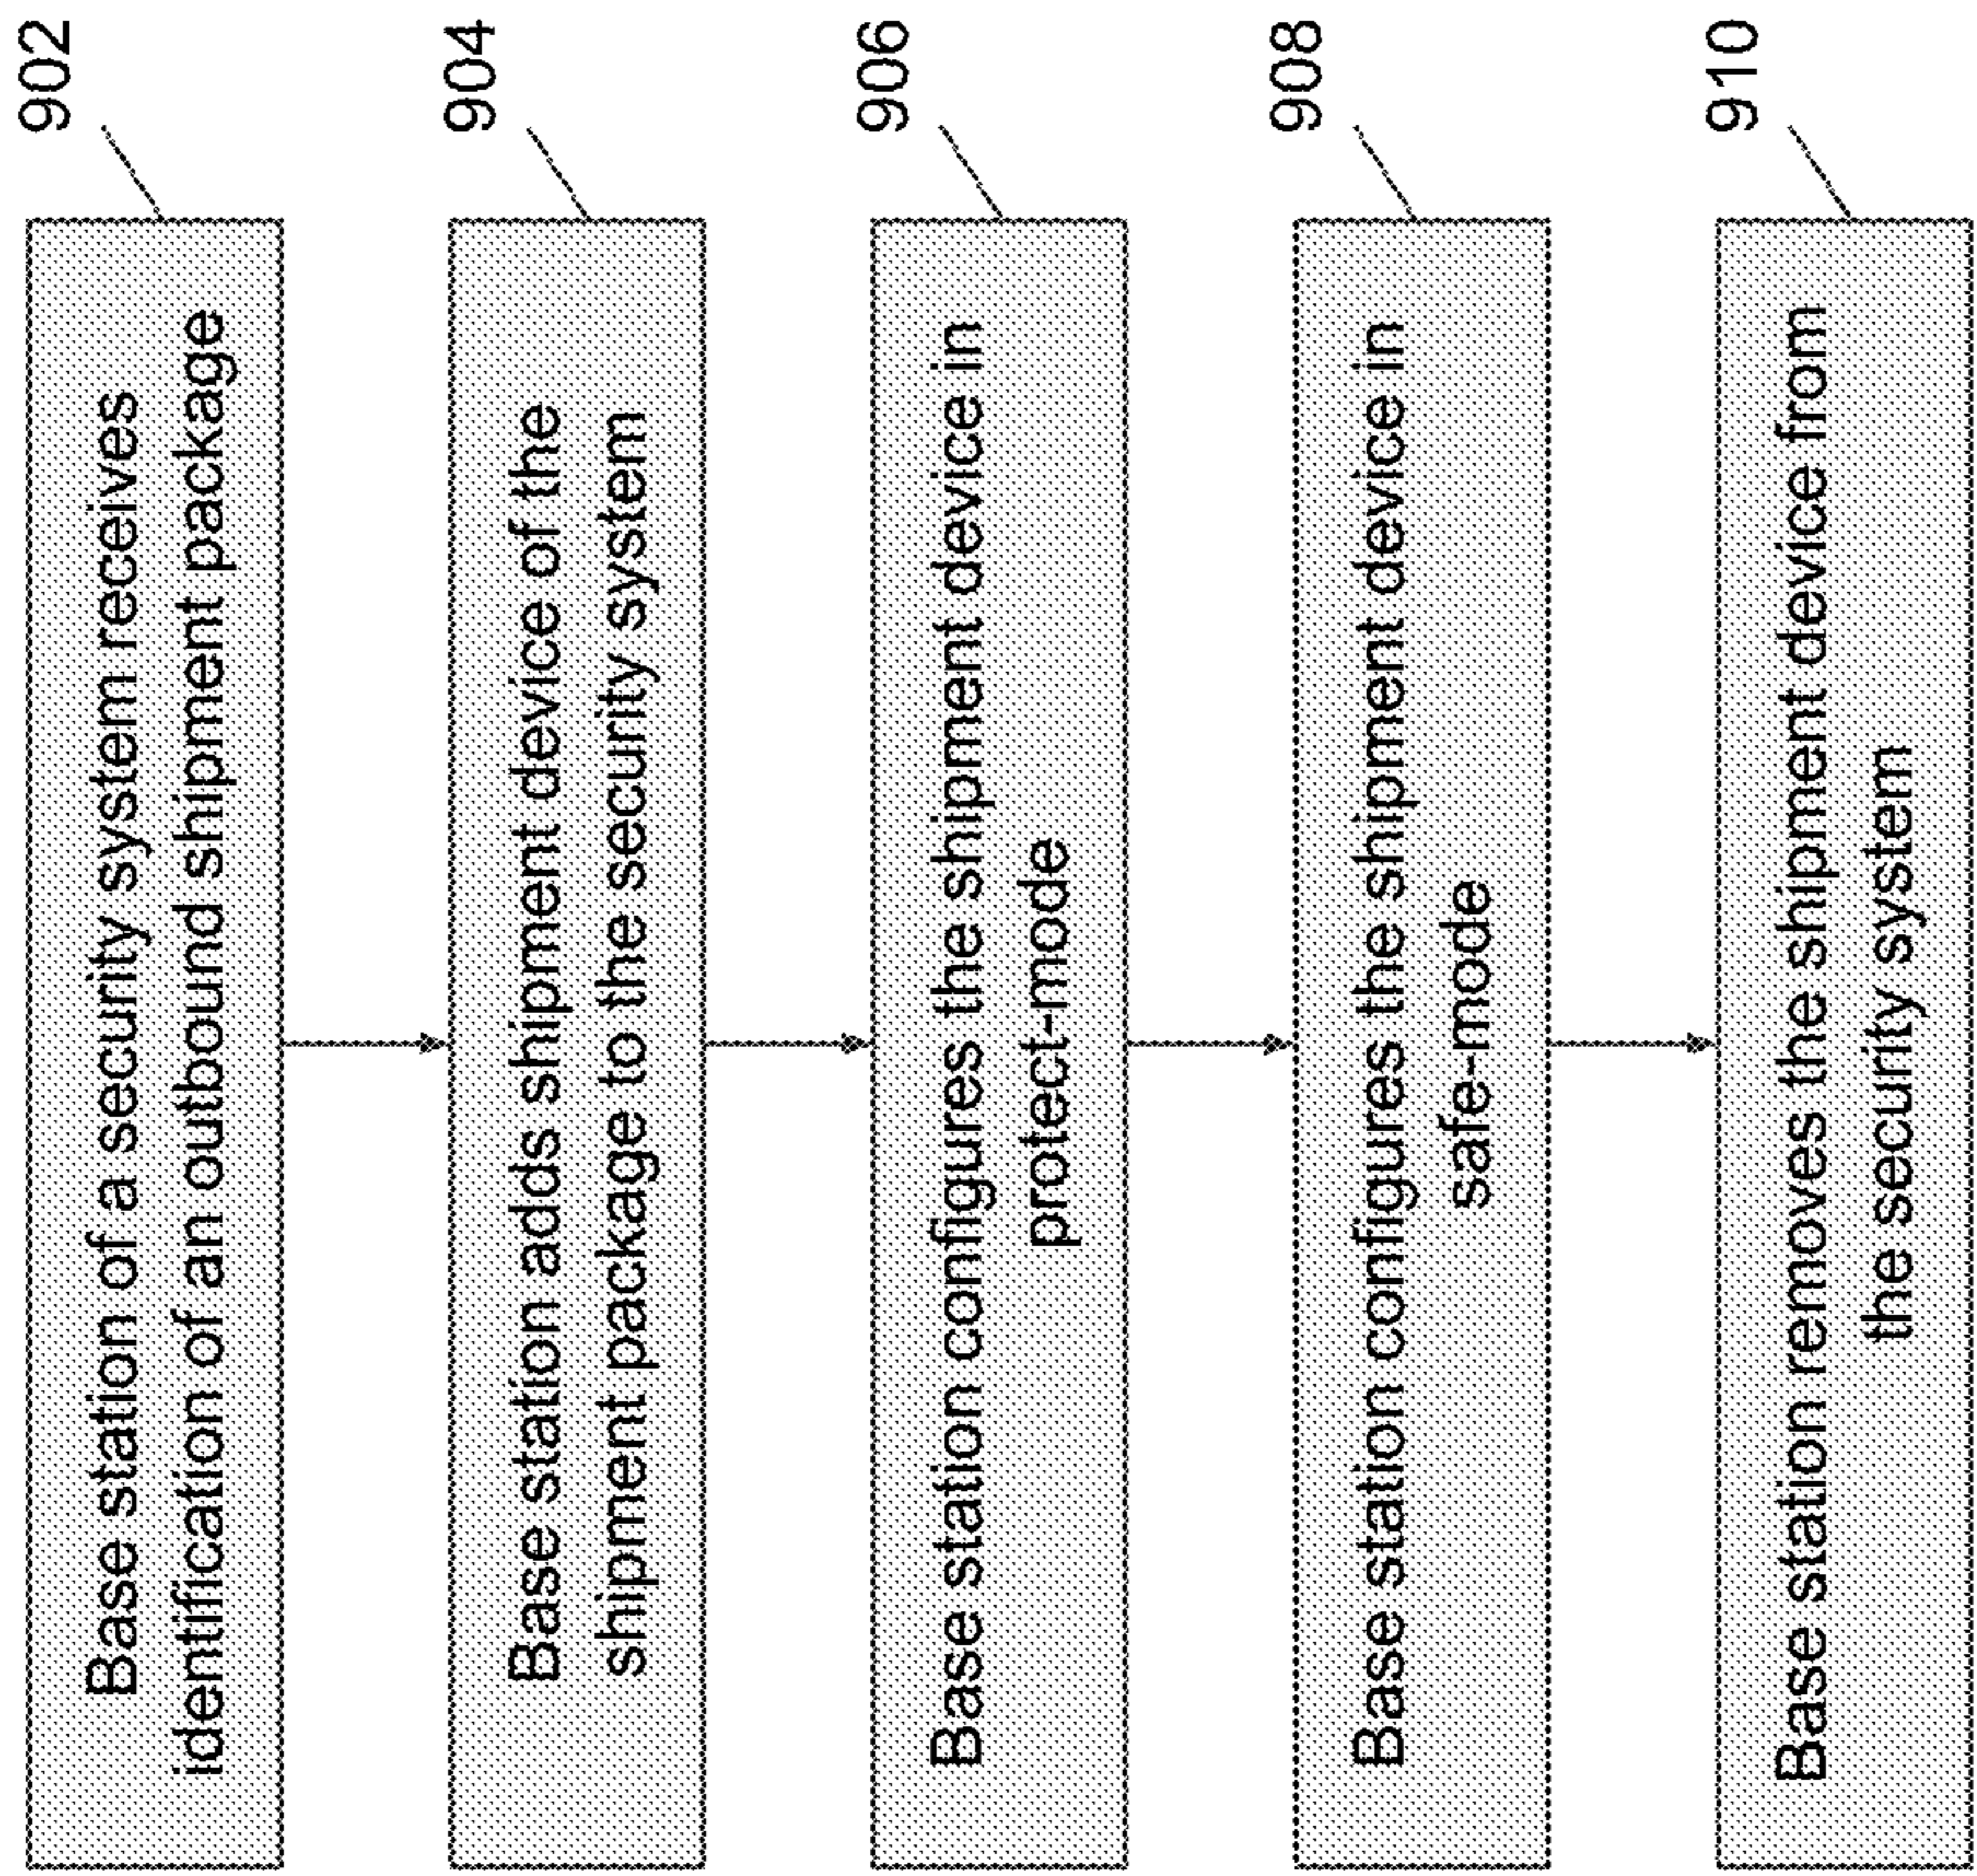 902
Base station of a security system receives
identification of an outbound shipment package
904
Base station adds shipment device of the
shipment package to the security system
906
Base station configures the shipment device in
protect-mode
908
Base station configures the shipment device in
safe-mode
910
Base station removes the shipment device from
the security system